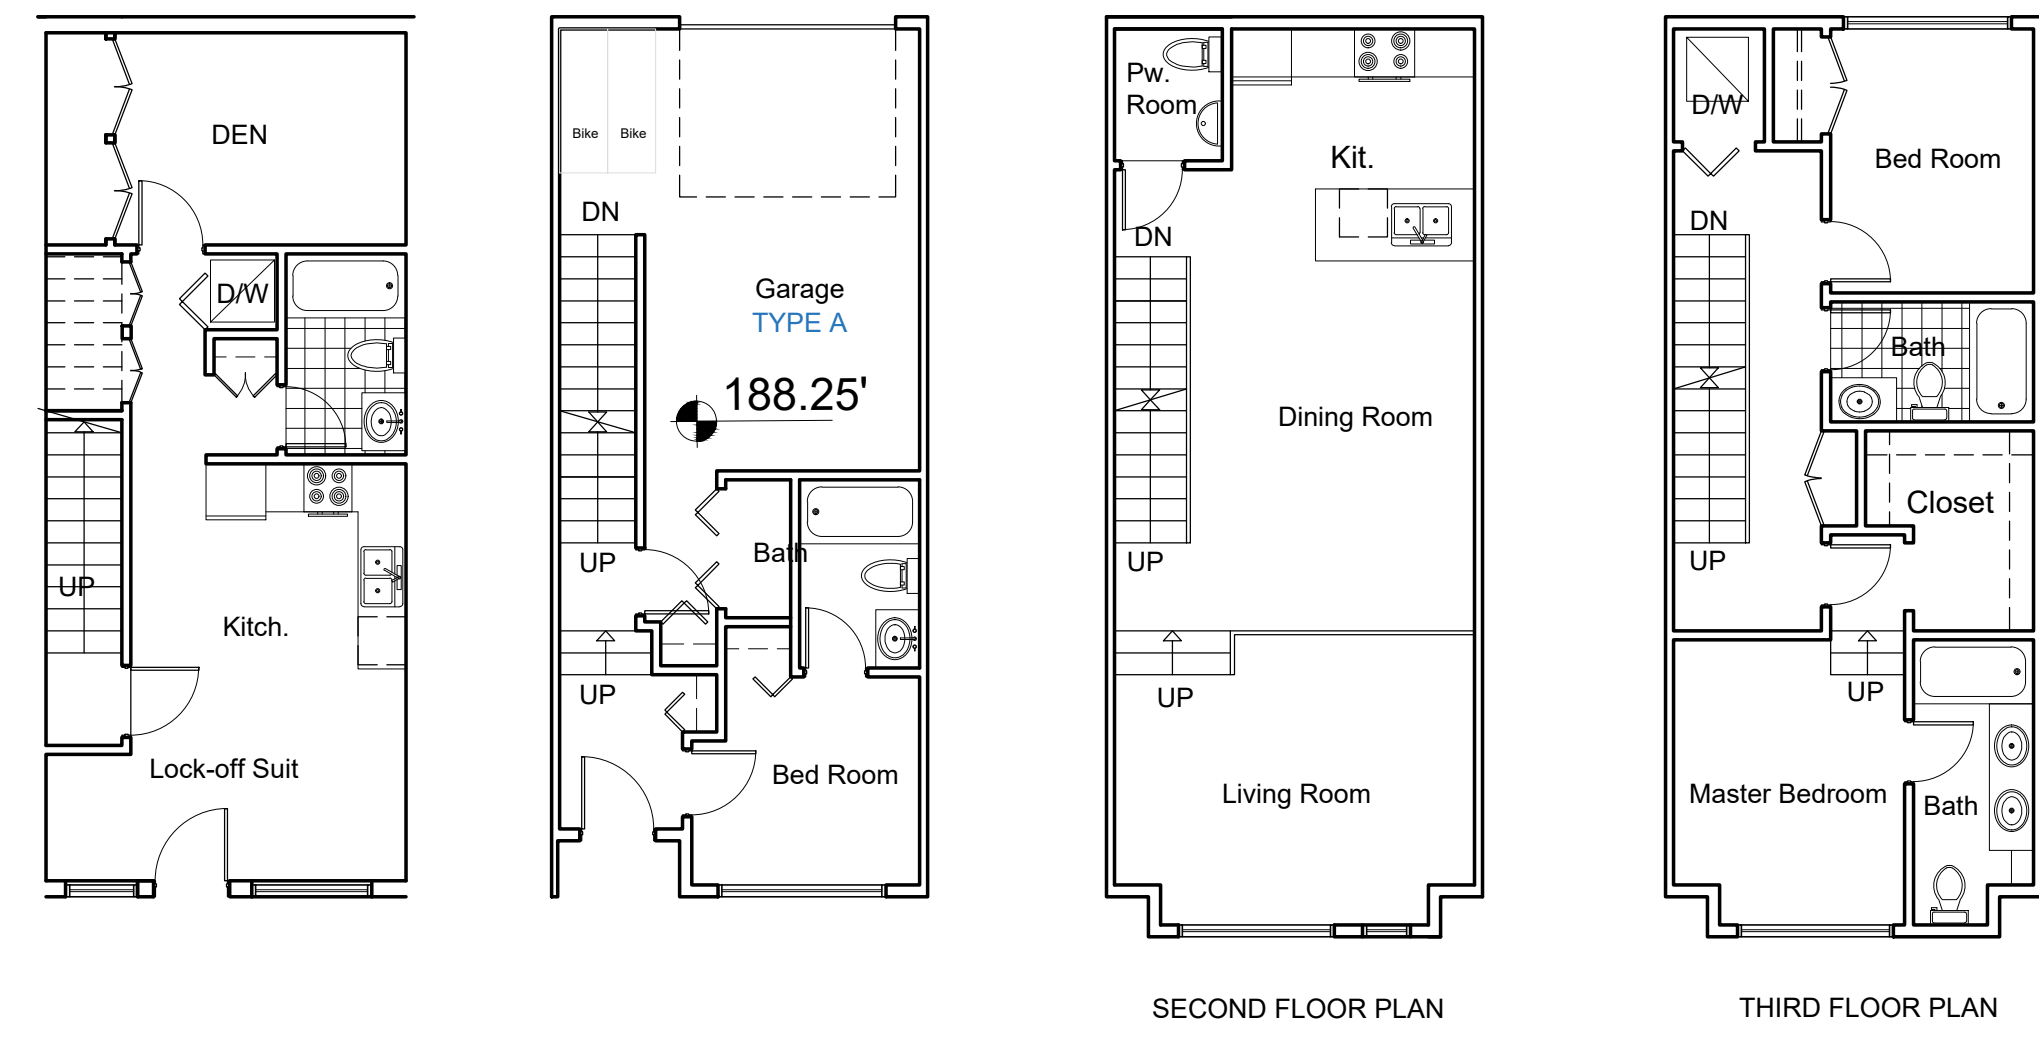 DEN
D/W
UP
Kitch.
Lock-off Suit
Bike
Bike
DN
Garage
TYPE A
188.25'
UP
Bath
UP
Bed Room
Pw.
Room
Kit.
DN
Dining Room
UP
UP
Living Room
SECOND FLOOR PLAN
D/W
Bed Room
DN
Bath
Closet
UP
UP
Master Bedroom
Bath
THIRD FLOOR PLAN